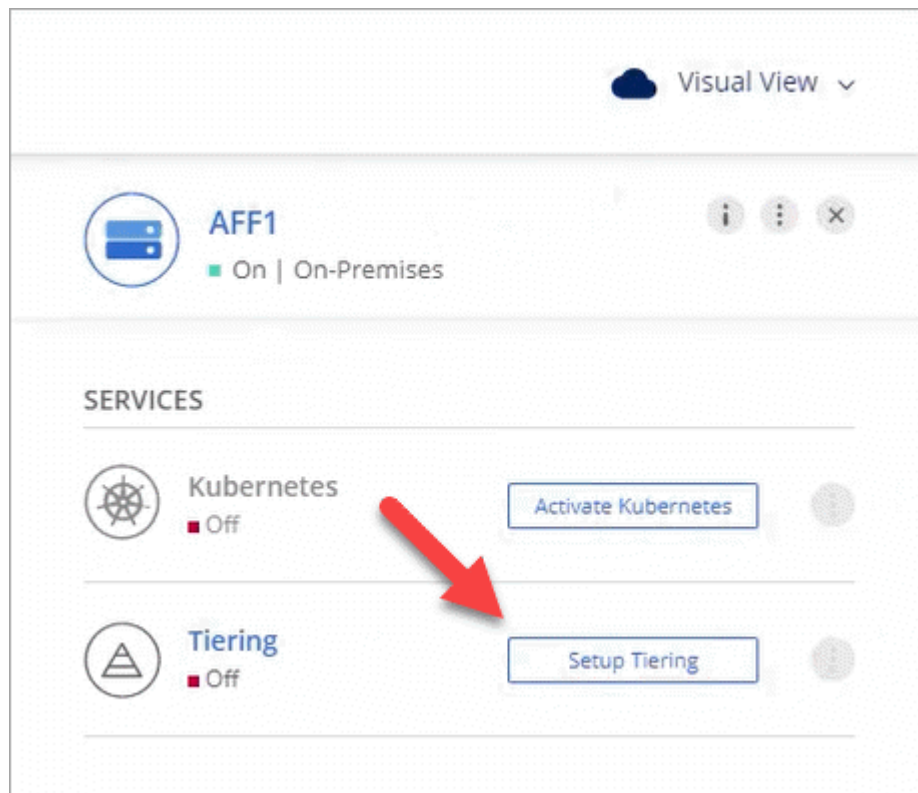 Visual View
AFF1
On | On-Premises
SERVICES
Kubernetes
Off
Activate Kubernetes
Tiering
Off
Setup Tiering